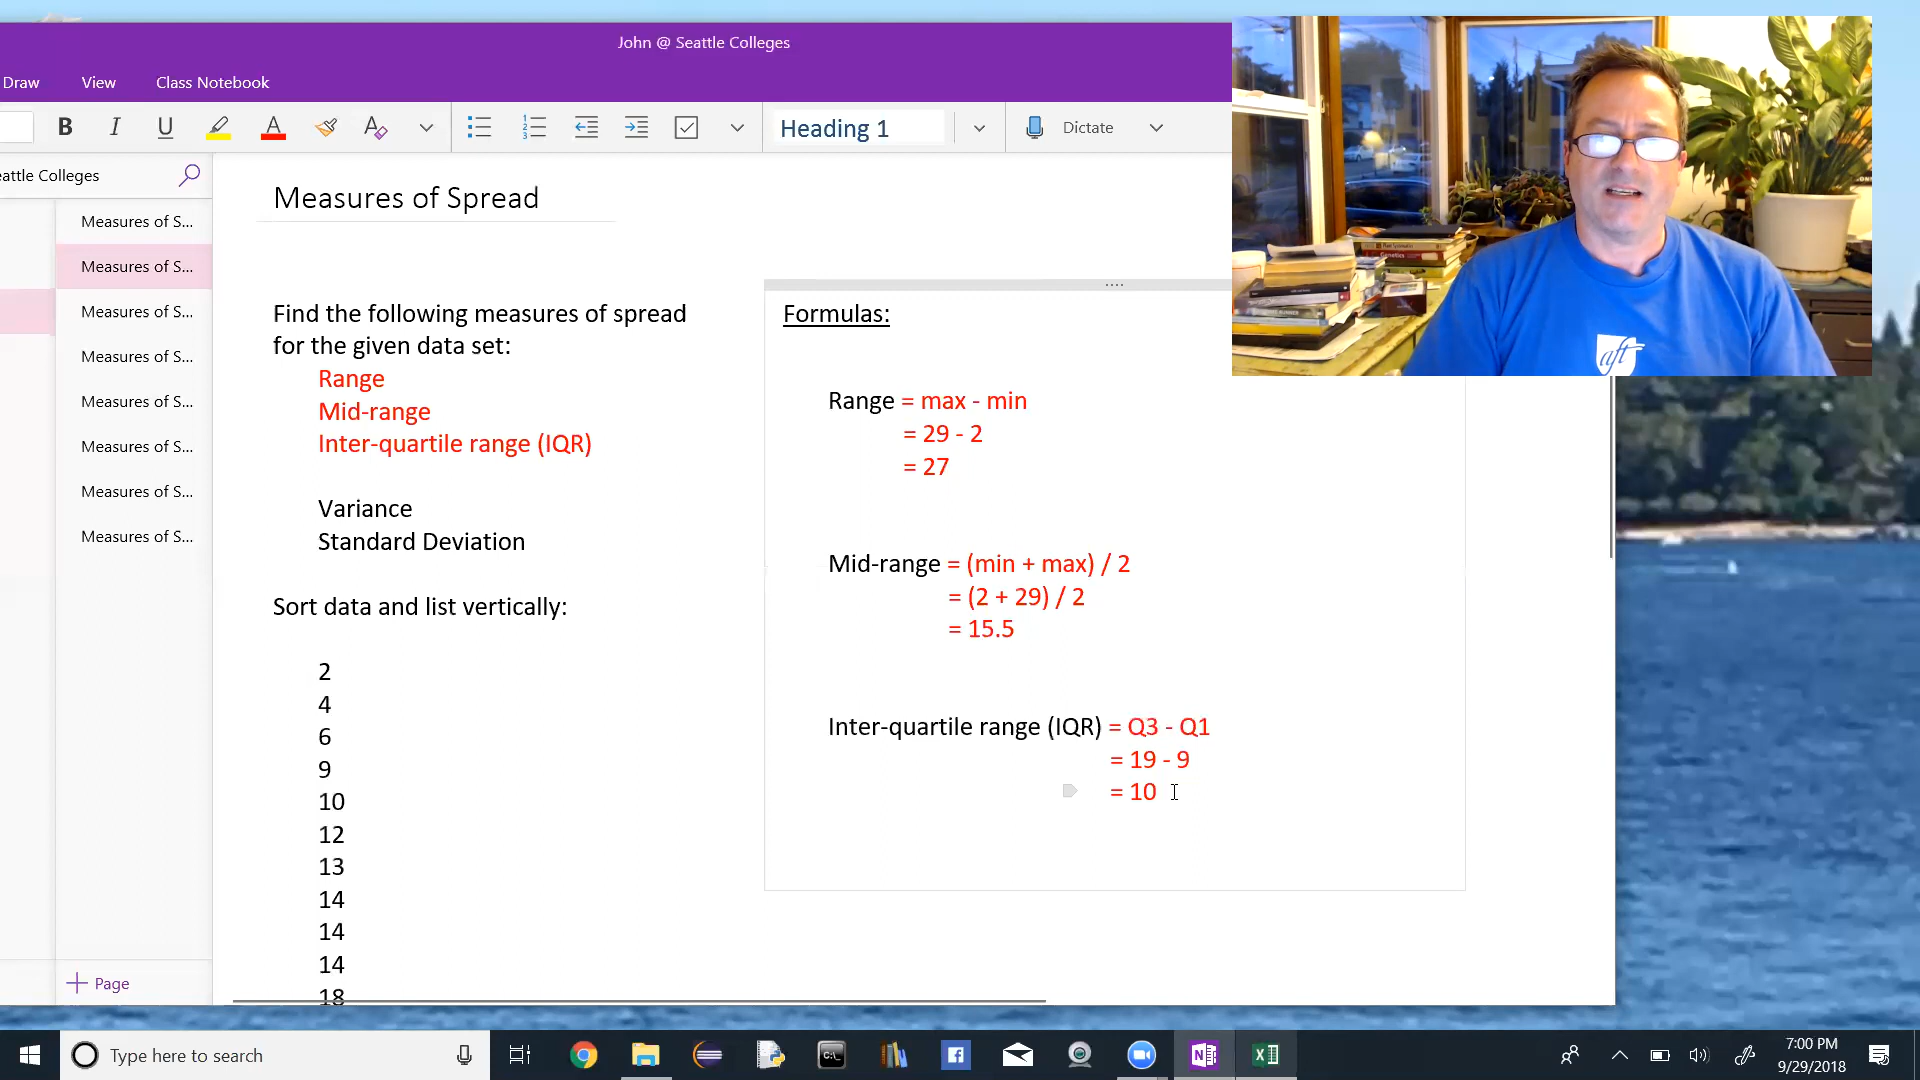 John @ Seattle Colleges
Draw View Class Notebook
B I U A A Heading 1 Dictate
eattle Colleges
Measures of S...
Measures of S...
Measures of S...
Measures of S...
Measures of S...
Measures of S...
Measures of S...
Measures of S...
Page
Measures of Spread
Find the following measures of spread
for the given data set:
Range
Mid-range
Inter-quartile range (IQR)
Variance
Standard Deviation
Sort data and list vertically:
2
4
6
9
10
12
13
14
14
14
18
Formulas:
Range = max - min
= 29 - 2
= 27
Mid-range = (min + max) / 2
= (2 + 29) / 2
= 15.5
Inter-quartile range (IQR) = Q3 - Q1
= 19 - 9
= 10
Genetics
aft
Type here to search
7:00 PM
9/29/2018